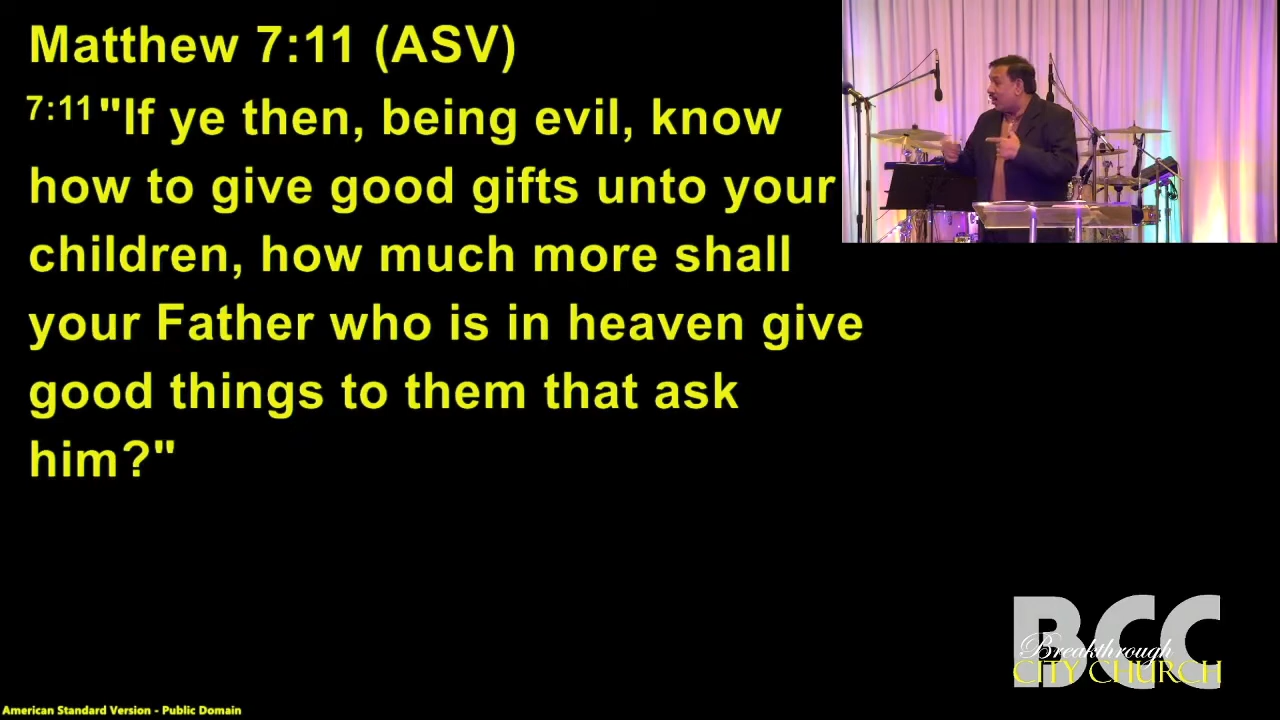 Matthew 7:11 (ASV)
7:11 "If ye then, being evil, know
how to give good gifts unto your
children, how much more shall
your Father who is in heaven give
good things to them that ask
him?"
BCC
Breakthrough
CITY CHURCH
American Standard Version - Public Domain